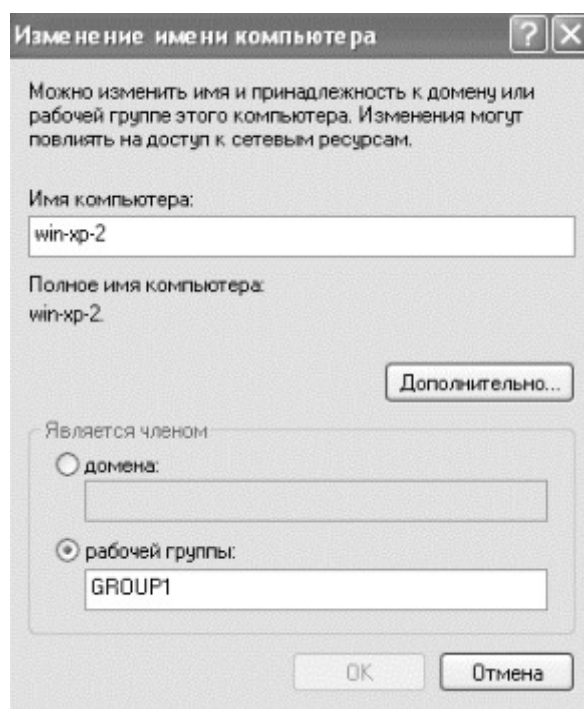 Изменение имени компьютера
Можно изменить имя и принадлежность к домену или
рабочей группе этого компьютера. Изменения могут
повлиять на доступ к сетевым ресурсам.
Имя компьютера:
win-xp-2
Полное имя компьютера:
win-xp-2.
Дополнительно...
Является членом
домена:
рабочей группы:
GROUP1
OK
Отмена